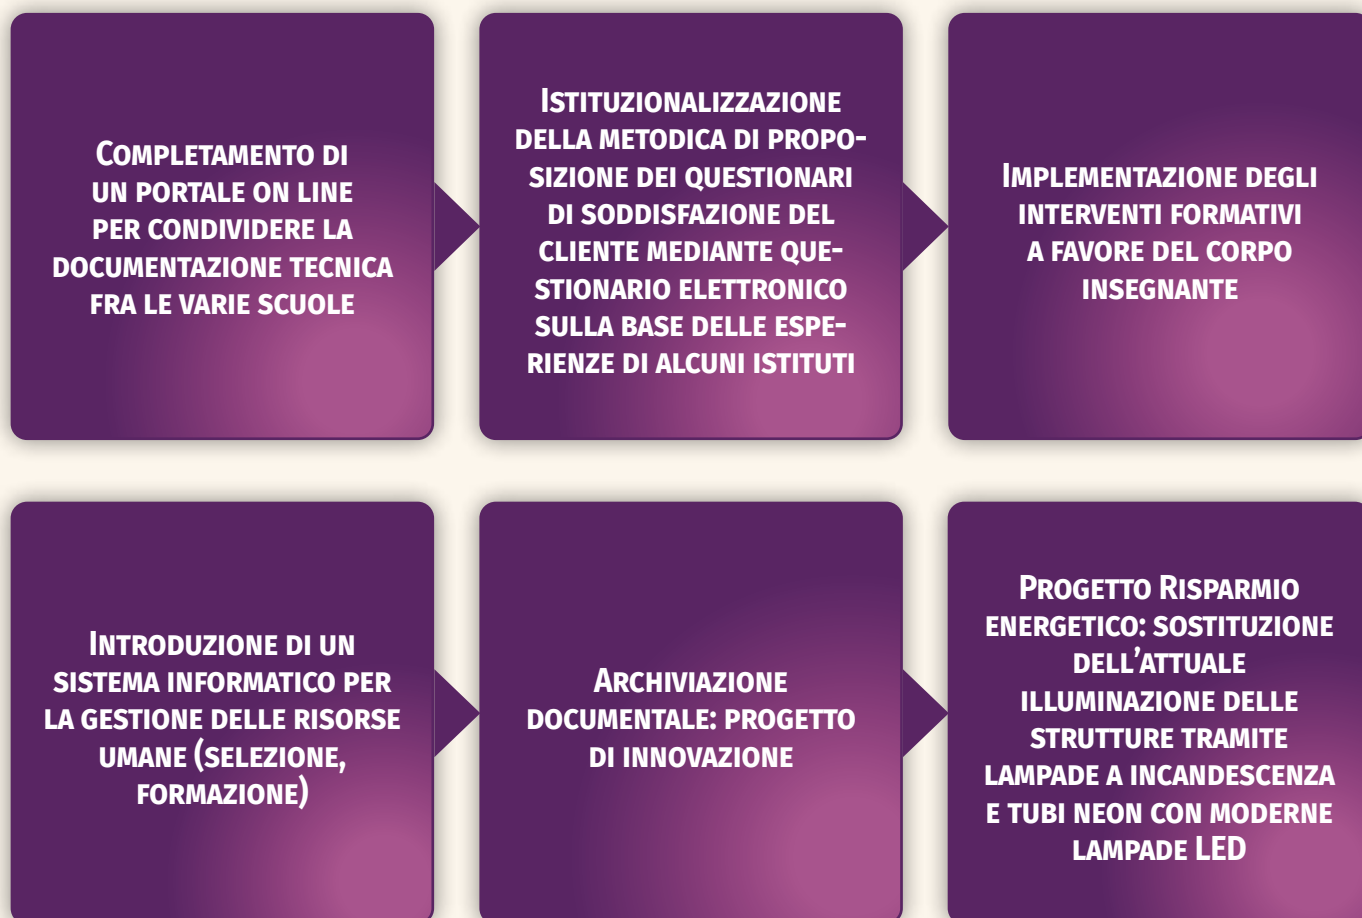 Completamento di
un portale on line
per condividere la
documentazione tecnica
fra le varie scuole
Istituzionalizzazione
della metodica di propo-
sizione dei questionari
di soddisfazione del
cliente mediante que-
stionario elettronico
sulla base delle espe-
rienze di alcuni istituti
Implementazione degli
interventi formativi
a favore del corpo
insegnante
Introduzione di un
sistema informatico per
la gestione delle risorse
umane (selezione,
formazione)
Archiviazione
documentale: progetto
di innovazione
Progetto Risparmio
energetico: sostituzione
dell'attuale
illuminazione delle
strutture tramite
lampade a incandescenza
e tubi neon con moderne
lampade LED